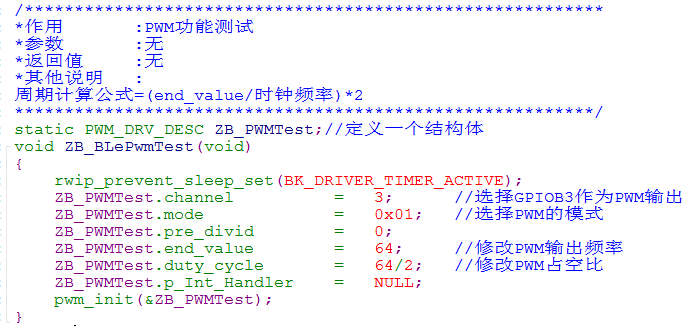 /**********************************************************
*作用        :PWM功能测试
*参数        :无
*返回值      :无
*其他说明    :
周期计算公式=(end_value/时钟频率)*2
**********************************************************/
static PWM_DRV_DESC ZB_PWMTest;//定义一个结构体
void ZB_BLePwmTest(void)
{
    rwip_prevent_sleep_set(BK_DRIVER_TIMER_ACTIVE);
    ZB_PWMTest.channel          =   3;      //选择GPIOB3作为PWM输出
    ZB_PWMTest.mode             =   0x01;   //选择PWM的模式
    ZB_PWMTest.pre_divid        =   0;
    ZB_PWMTest.end_value        =   64;     //修改PWM输出频率
    ZB_PWMTest.duty_cycle       =   64/2;   //修改PWM占空比
    ZB_PWMTest.p_Int_Handler    =   NULL;
    pwm_init(&ZB_PWMTest);
}